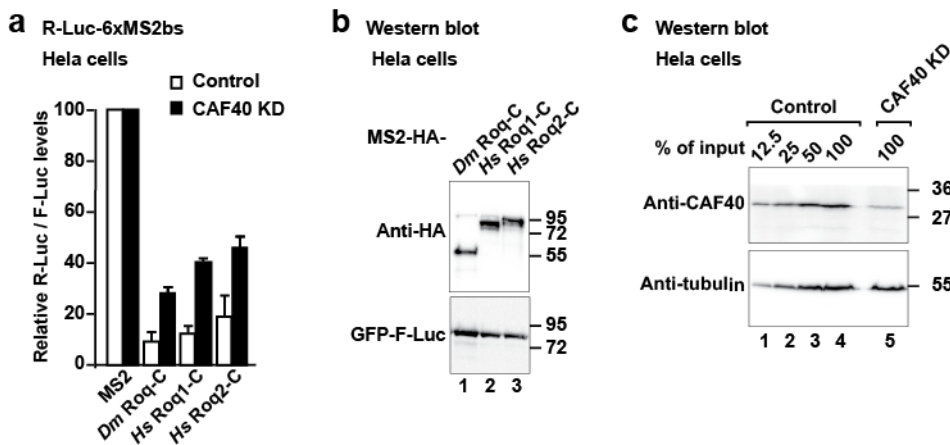 a R-Luc-6xMS2bs
Hela cells
Control
CAF40 KD
Relative R-Luc / F-Luc levels
100
80
60
40
20
0
MS2
Dm Roq-C
Hs Roq1-C
Hs Roq2-C
b Western blot
Hela cells
MS2-HA-
Dm Roq-C
Hs Roq1-C
Hs Roq2-C
Anti-HA
95
72
55
GFP-F-Luc
95
72
1 2 3
c Western blot
Hela cells
Control
CAF40 KD
% of input
12.5 25 50 100 100
Anti-CAF40
36
27
Anti-tubulin
55
1 2 3 4 5